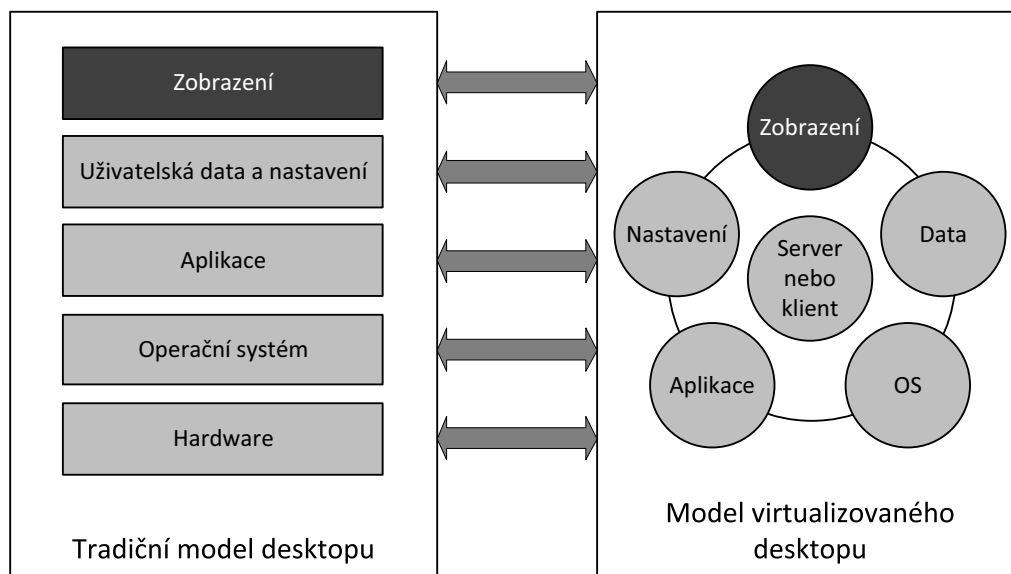 Zobrazení
Uživatelská data a nastavení
Aplikace
Operační systém
Hardware
Tradiční model desktopu
Zobrazení
Nastavení
Data
Server
nebo
klient
Aplikace
OS
Model virtualizovaného
desktopu